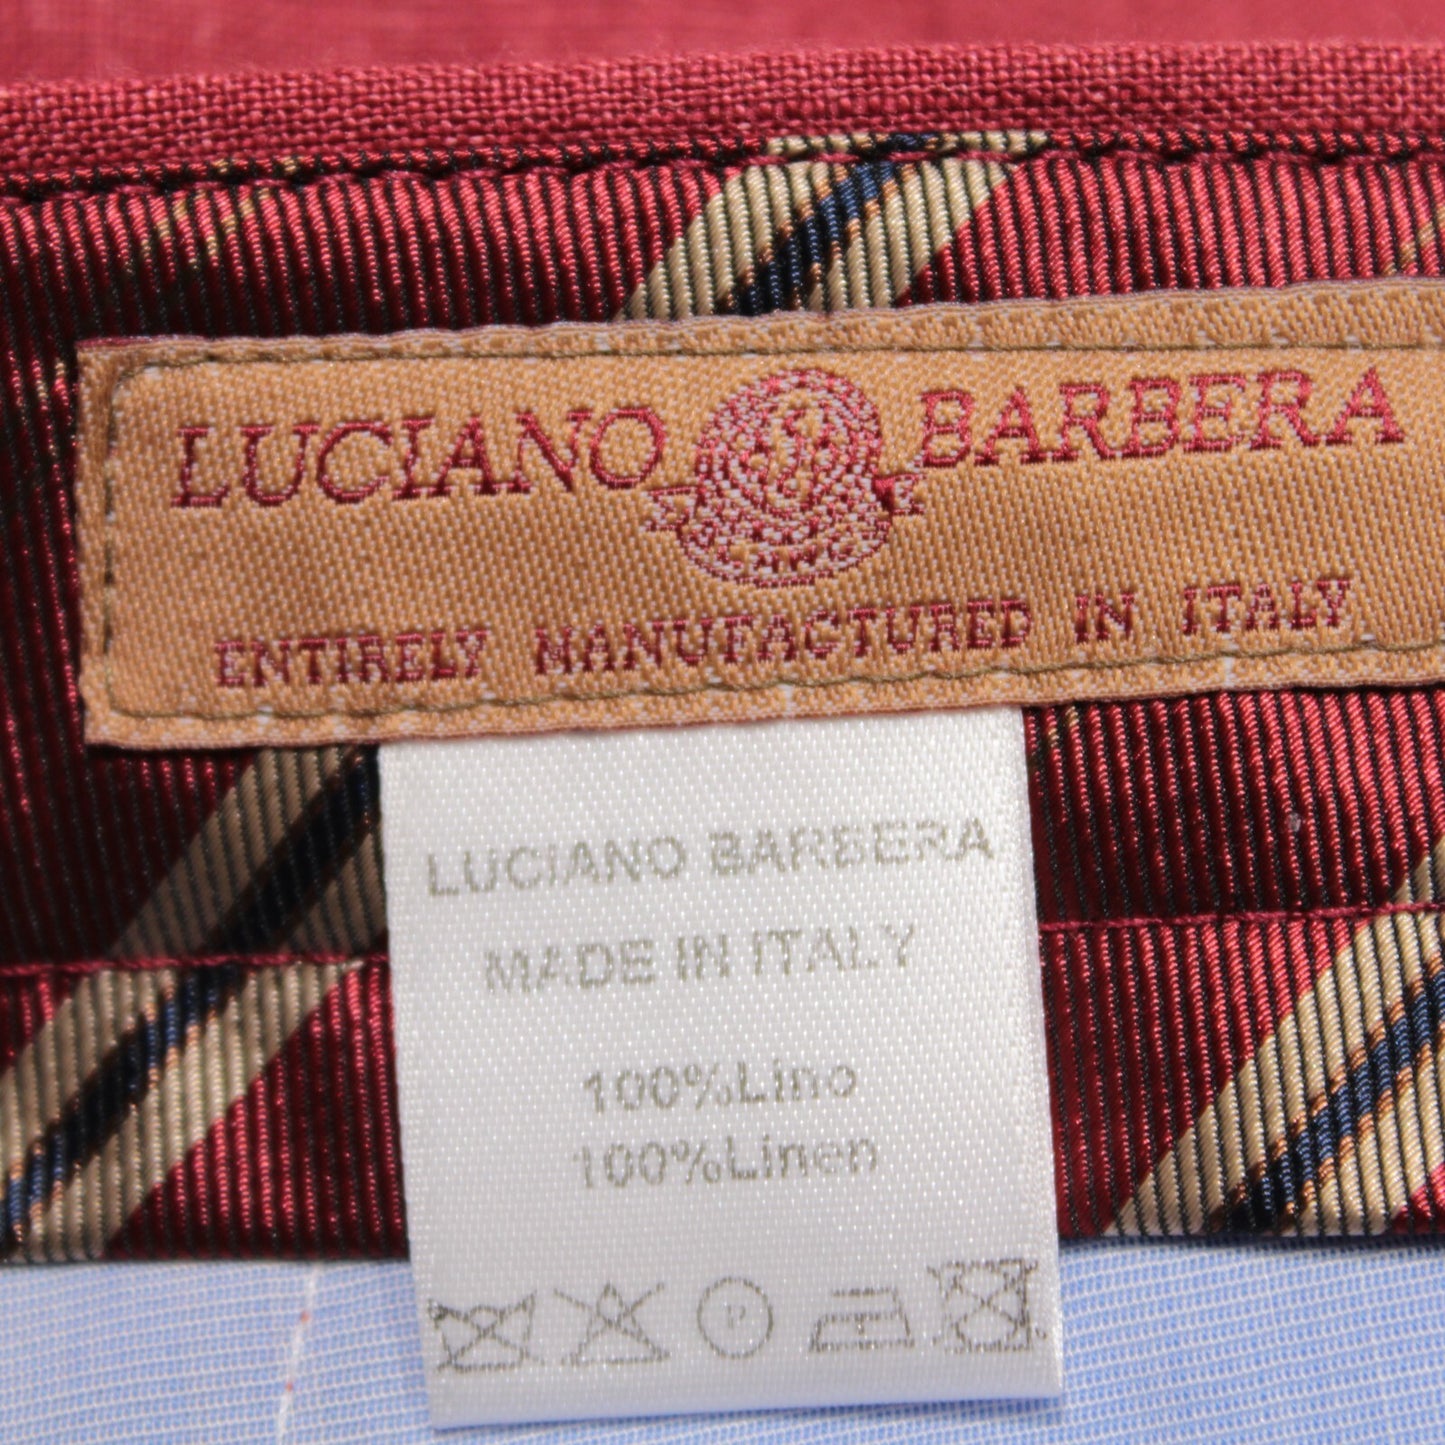 LUCIANO BARBERA
ENTIRELY MANUFACTURED IN ITALY
LUCIANO BARBERA
MADE IN ITALY
100%Lino
100%Linen
P